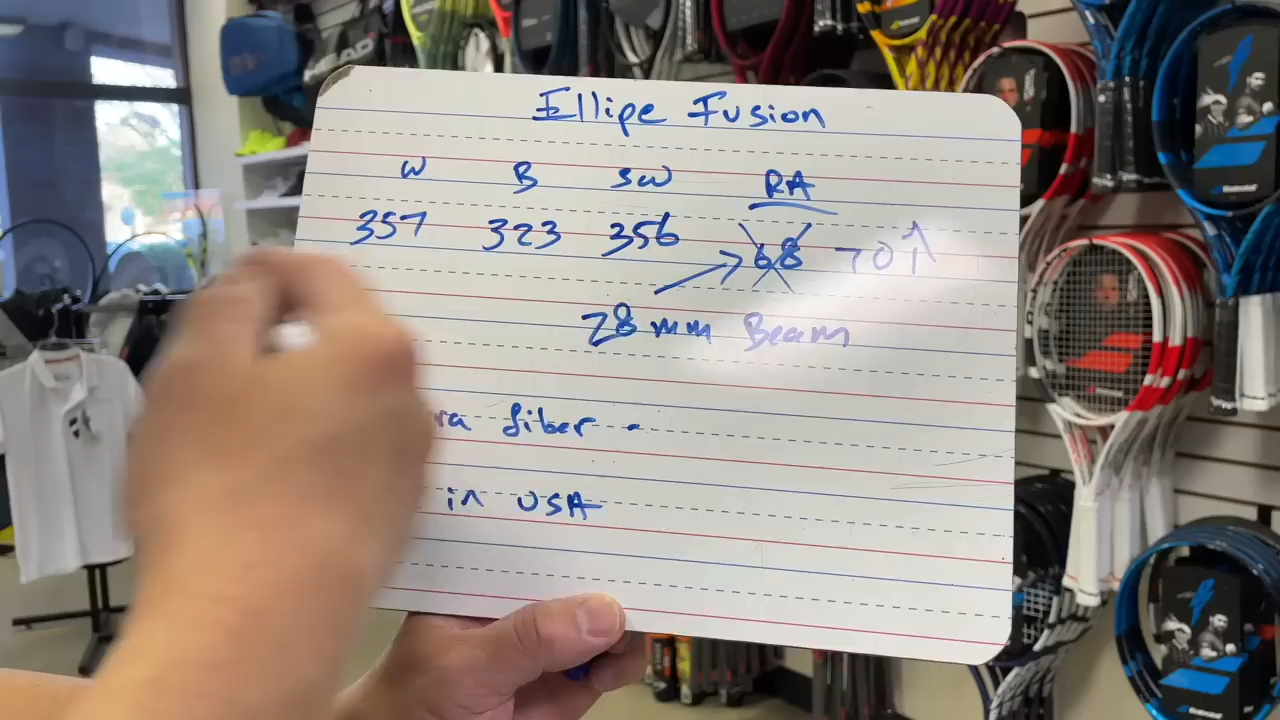 Ellipe Fusion
W B SW RA
357 323 356 68 70↑
28 mm Beam
fiber -
in USA